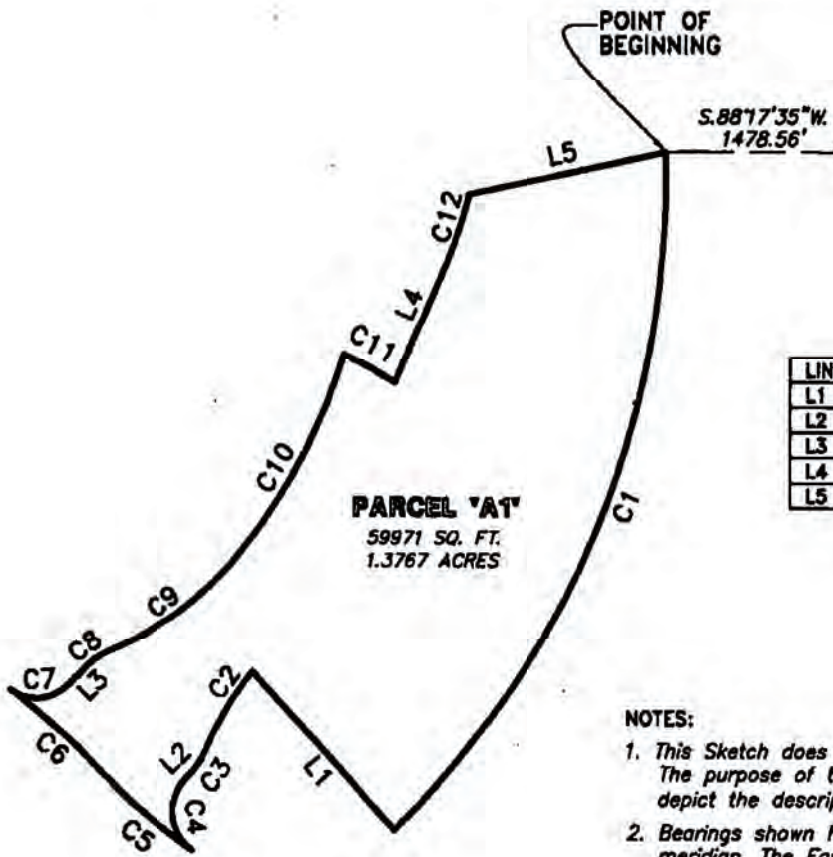 POINT OF
BEGINNING
S.88°17'35"W.
1478.56'
L5
C12
L4
C11
C10
C1
PARCEL "A1"
59971 SQ. FT.
1.3767 ACRES
C9
C8
C7
L3
C2
C6
L2
C3
L1
C4
C5
LIN
L1
L2
L3
L4
L5
NOTES:
1. This Sketch does
The purpose of
depict the descrip
2. Bearings shown
meridian. The